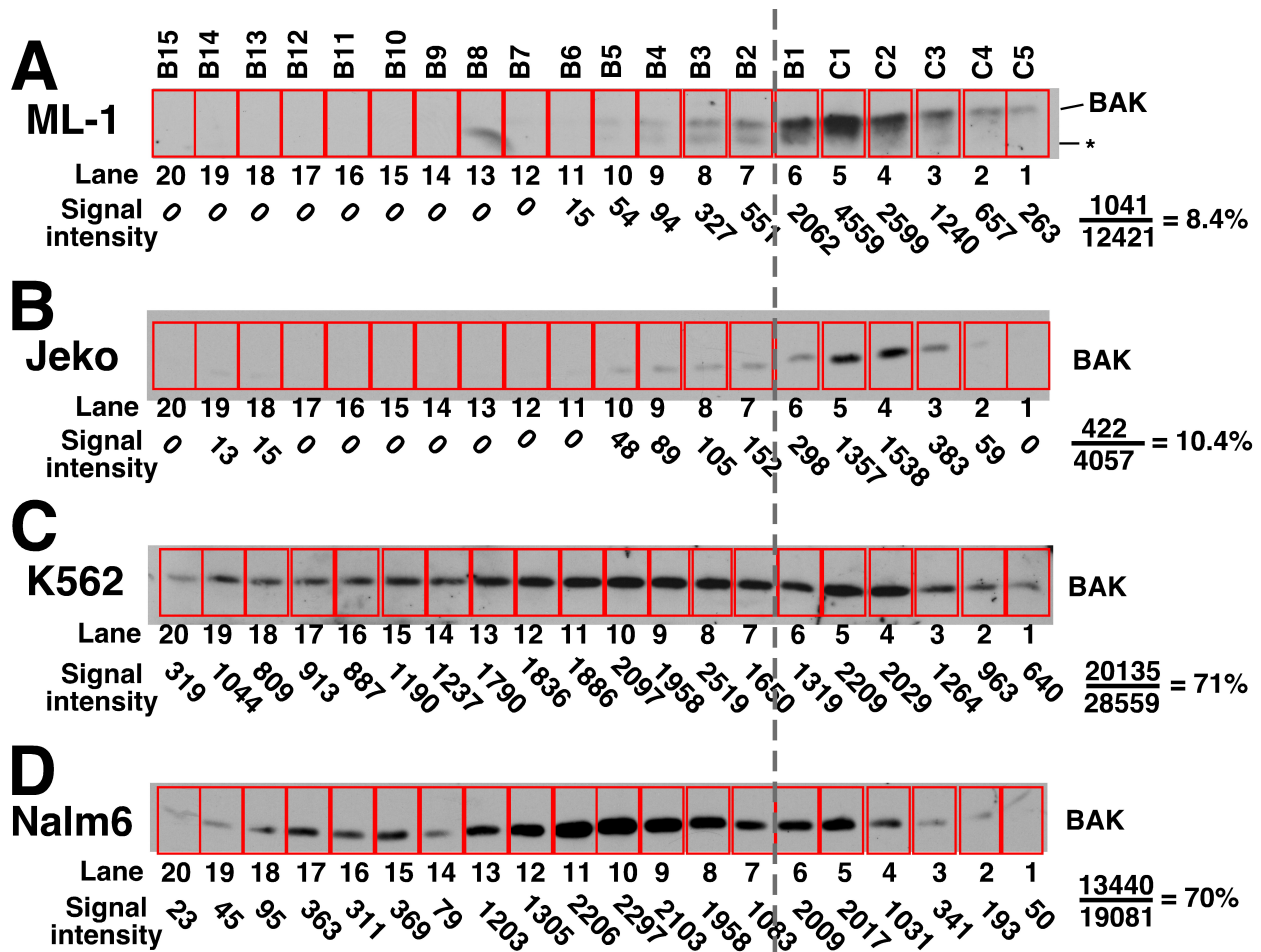 A
B15 B14 B13 B12 B11 B10 B9 B8 B7 B6 B5 B4 B3 B2 B1 C1 C2 C3 C4 C5
ML-1
BAK
*
Lane 20 19 18 17 16 15 14 13 12 11 10 9 8 7 6 5 4 3 2 1
Signal intensity 0 0 0 0 0 0 0 0 0 15 54 94 327 551 2062 4559 2599 1240 657 263
1041
12421
= 8.4%
B
Jeko
BAK
Lane 20 19 18 17 16 15 14 13 12 11 10 9 8 7 6 5 4 3 2 1
Signal intensity 0 13 15 0 0 0 0 0 0 0 48 89 105 152 298 1357 1538 383 59 0
422
4057
= 10.4%
C
K562
BAK
Lane 20 19 18 17 16 15 14 13 12 11 10 9 8 7 6 5 4 3 2 1
Signal intensity 319 1044 809 913 887 1190 1237 1790 1836 1886 2097 1958 2519 1650 1319 2209 2029 1264 963 640
20135
28559
= 71%
D
Nalm6
BAK
Lane 20 19 18 17 16 15 14 13 12 11 10 9 8 7 6 5 4 3 2 1
Signal intensity 23 45 95 363 311 369 79 1203 1305 2206 2297 2103 1958 1083 2009 2017 1031 341 193 50
13440
19081
= 70%